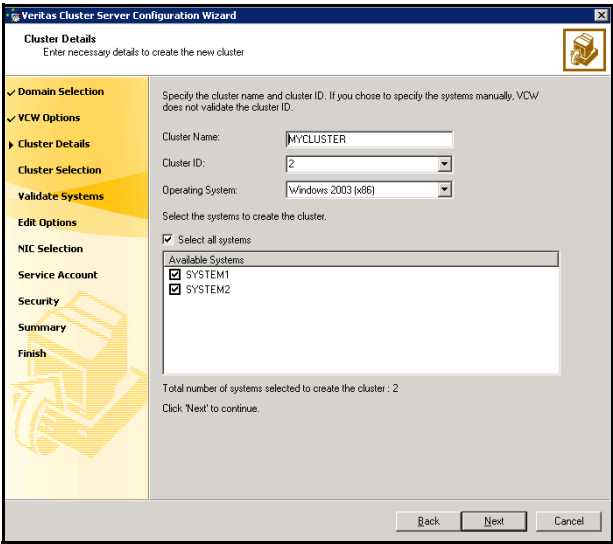 Veritas Cluster Server Configuration Wizard
Cluster Details
Enter necessary details to create the new cluster
Domain Selection
VCW Options
Cluster Details
Cluster Selection
Validate Systems
Edit Options
NIC Selection
Service Account
Security
Summary
Finish
Specify the cluster name and cluster ID. If you chose to specify the systems manually, VCW
does not validate the cluster ID.
Cluster Name: MYCLUSTER
Cluster ID: 2
Operating System: Windows 2003 (x86)
Select the systems to create the cluster.
Select all systems
Available Systems
SYSTEM1
SYSTEM2
Total number of systems selected to create the cluster : 2
Click 'Next' to continue.
Back Next Cancel